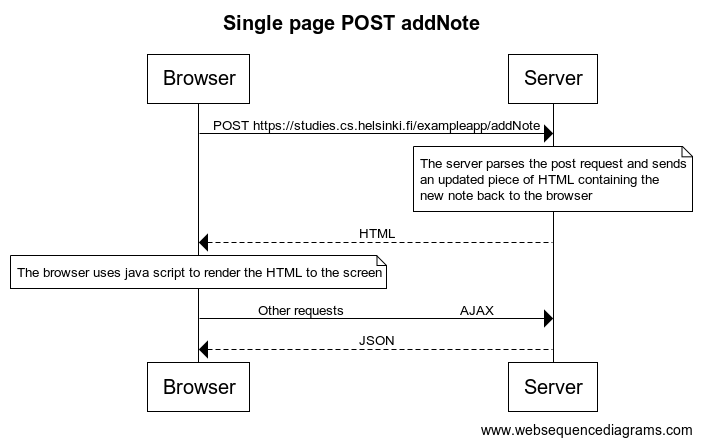 Single page POST addNote
Browser
Server
POST https://studies.cs.helsinki.fi/exampleapp/addNote
The server parses the post request and sends
an updated piece of HTML containing the
new note back to the browser
HTML
The browser uses java script to render the HTML to the screen
Other requests AJAX
JSON
Browser
Server
www.websequencediagrams.com